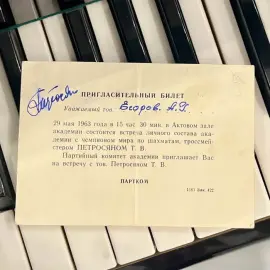 ПРИГЛАСИТЕЛЬНЫЙ БИЛЕТ
Уважаемый тов. Егоров А.Г.
29 мая 1963 года в 15 час 30 мин. в Актовом зале
академии состоится встреча личного состава ака-
демии с чемпионом мира по шахматам, гроссмей-
стером ПЕТРОСЯНОМ Т. В.
Партийный комитет академии приглашает Вас
на встречу с тов. Петросяном Т. В.
ПАРТКОМ
Зак. 422